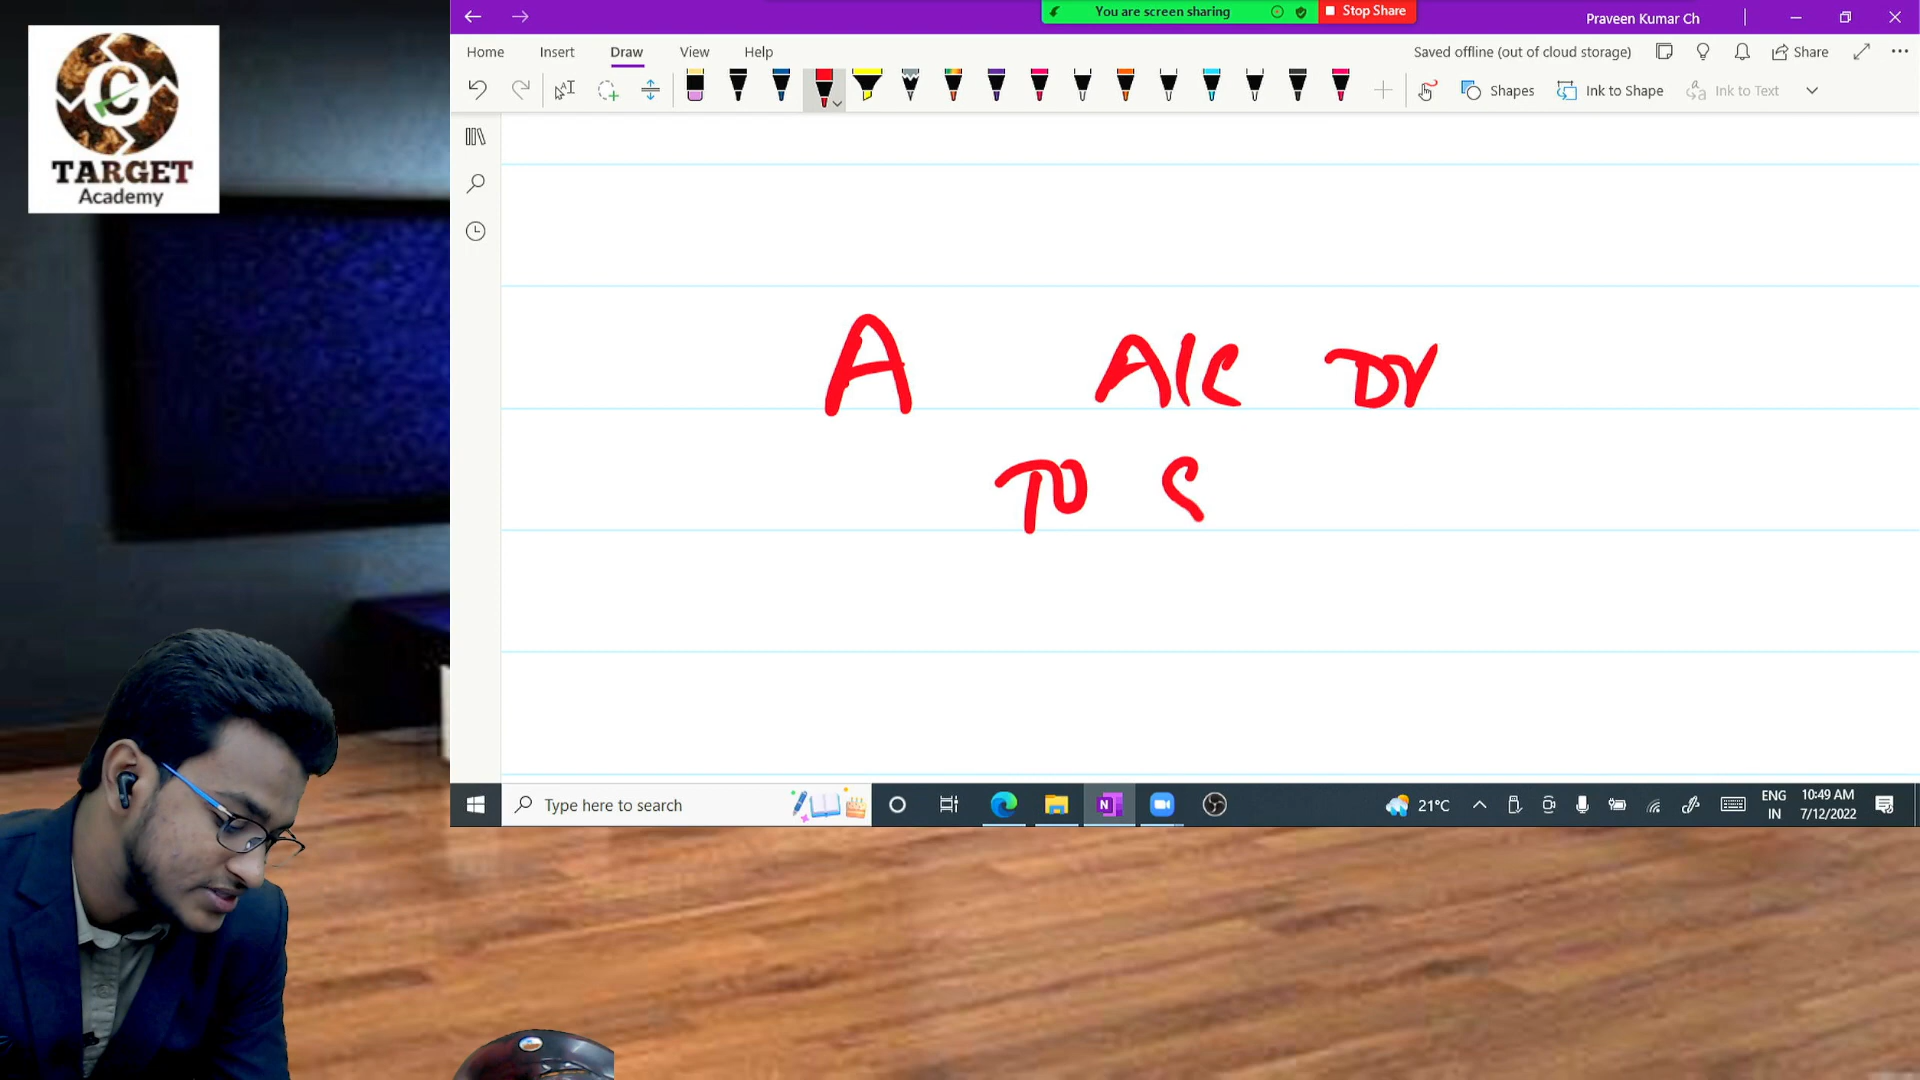 TARGET
Academy
You are screen sharing
Stop Share
Praveen Kumar Ch
Home Insert Draw View Help
Saved offline (out of cloud storage)
Share
Shapes
Ink to Shape
Ink to Text
A A/c Dr
To S
Type here to search
N
21°C
ENG
IN
10:49 AM
7/12/2022